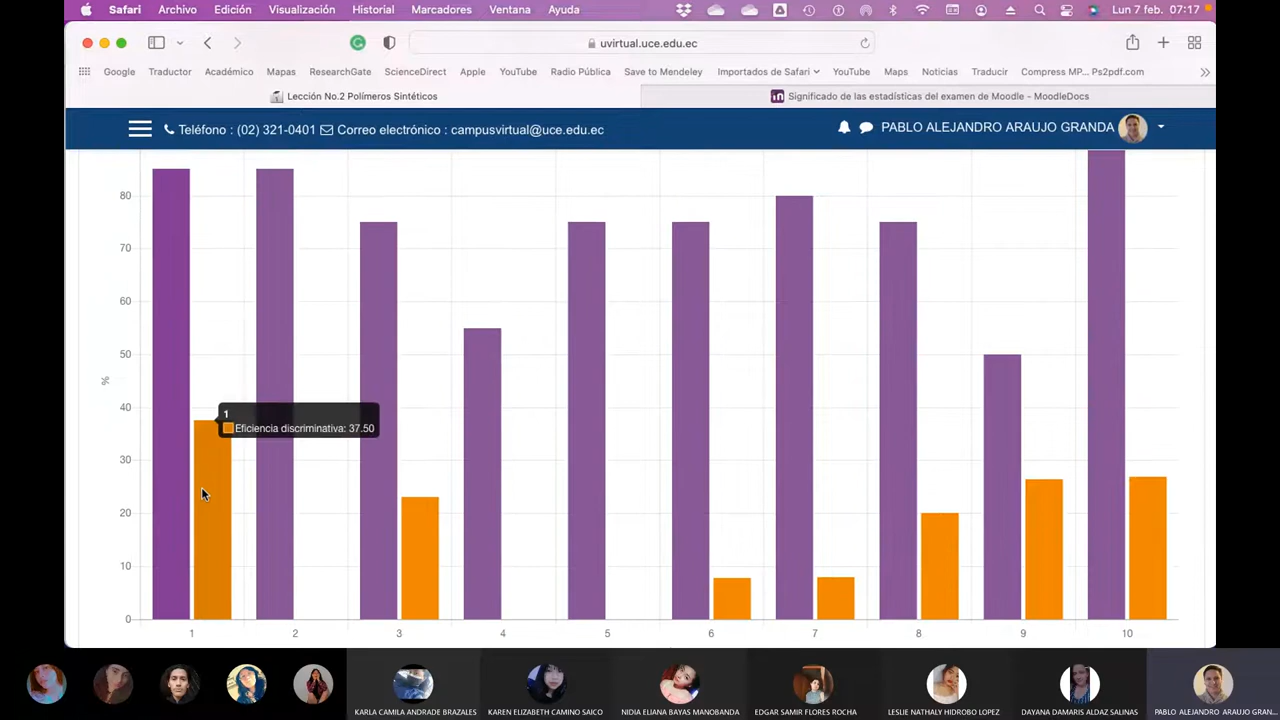 Safari Archivo Edición Visualización Historial Marcadores Ventana Ayuda Lun 7 feb. 07:17
uvirtual.uce.edu.ec
Google Traductor Académico Mapas ResearchGate ScienceDirect Apple YouTube Radio Pública Save to Mendeley Importados de Safari YouTube Maps Noticias Traducir Compress MP... Ps2pdf.com
Lección No.2 Polímeros Sintéticos in Significado de las estadísticas del examen de Moodle - MoodleDocs
Teléfono : (02) 321-0401 Correo electrónico : campusvirtual@uce.edu.ec PABLO ALEJANDRO ARAUJO GRANDA
80
70
60
50
%
40
1
Eficiencia discriminativa: 37.50
30
20
10
0
1 2 3 4 5 6 7 8 9 10
KARLA CAMILA ANDRADE BRAZALES KAREN ELIZABETH CAMINO SAICO NIDIA ELIANA BAYAS MANOBANDA EDGAR SAMIR FLORES ROCHA LESLIE NATHALY HIDROBO LOPEZ DAYANA DAMARIS ALDAZ SALINAS PABLO ALEJANDRO ARAUJO GRAN...